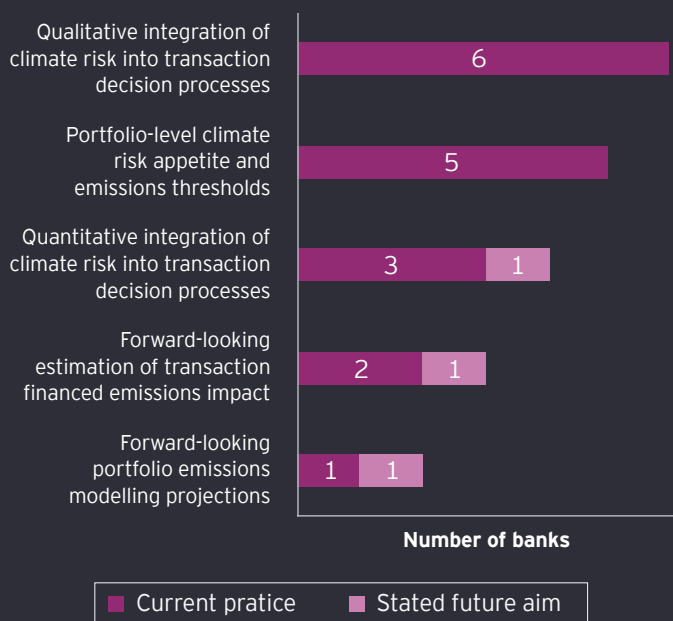 Qualitative integration of
climate risk into transaction
decision processes
6
Portfolio-level climate
risk appetite and
emissions thresholds
5
Quantitative integration of
climate risk into transaction
decision processes
3 1
Forward-looking
estimation of transaction
financed emissions impact
2 1
Forward-looking
portfolio emissions
modelling projections
1 1
Number of banks
Current pratice Stated future aim